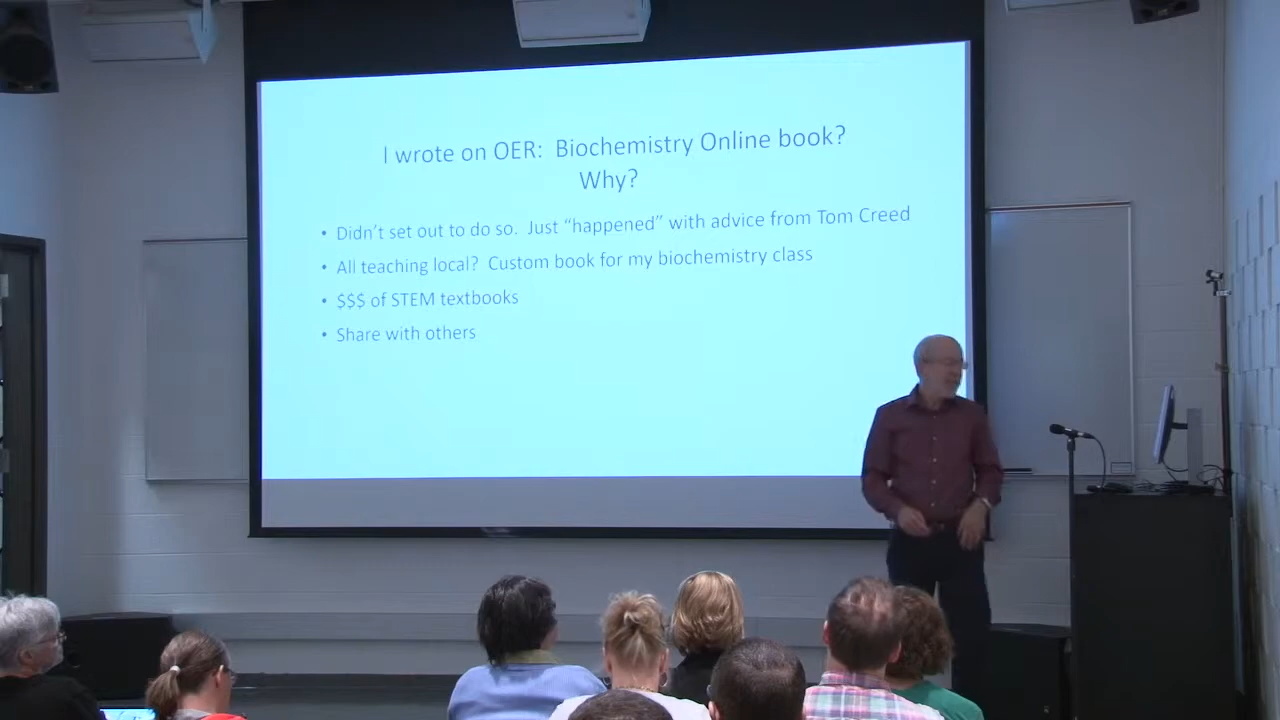 I wrote on OER:  Biochemistry Online book?
Why?
• Didn't set out to do so.  Just "happened" with advice from Tom Creed
• All teaching local?  Custom book for my biochemistry class
• $$$ of STEM textbooks
• Share with others